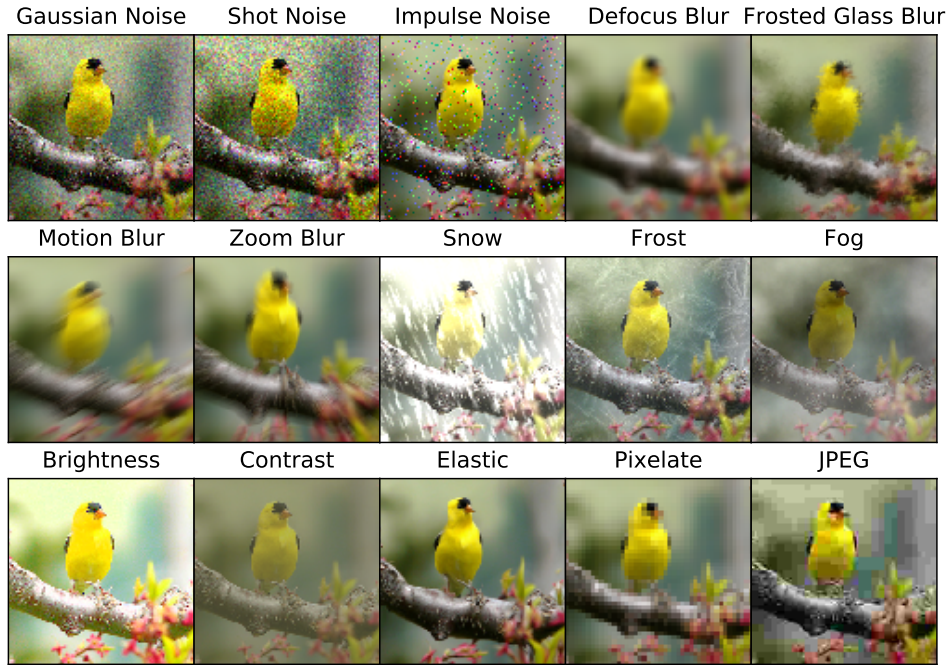 Gaussian Noise Shot Noise Impulse Noise Defocus Blur Frosted Glass Blur
Motion Blur Zoom Blur Snow Frost Fog
Brightness Contrast Elastic Pixelate JPEG